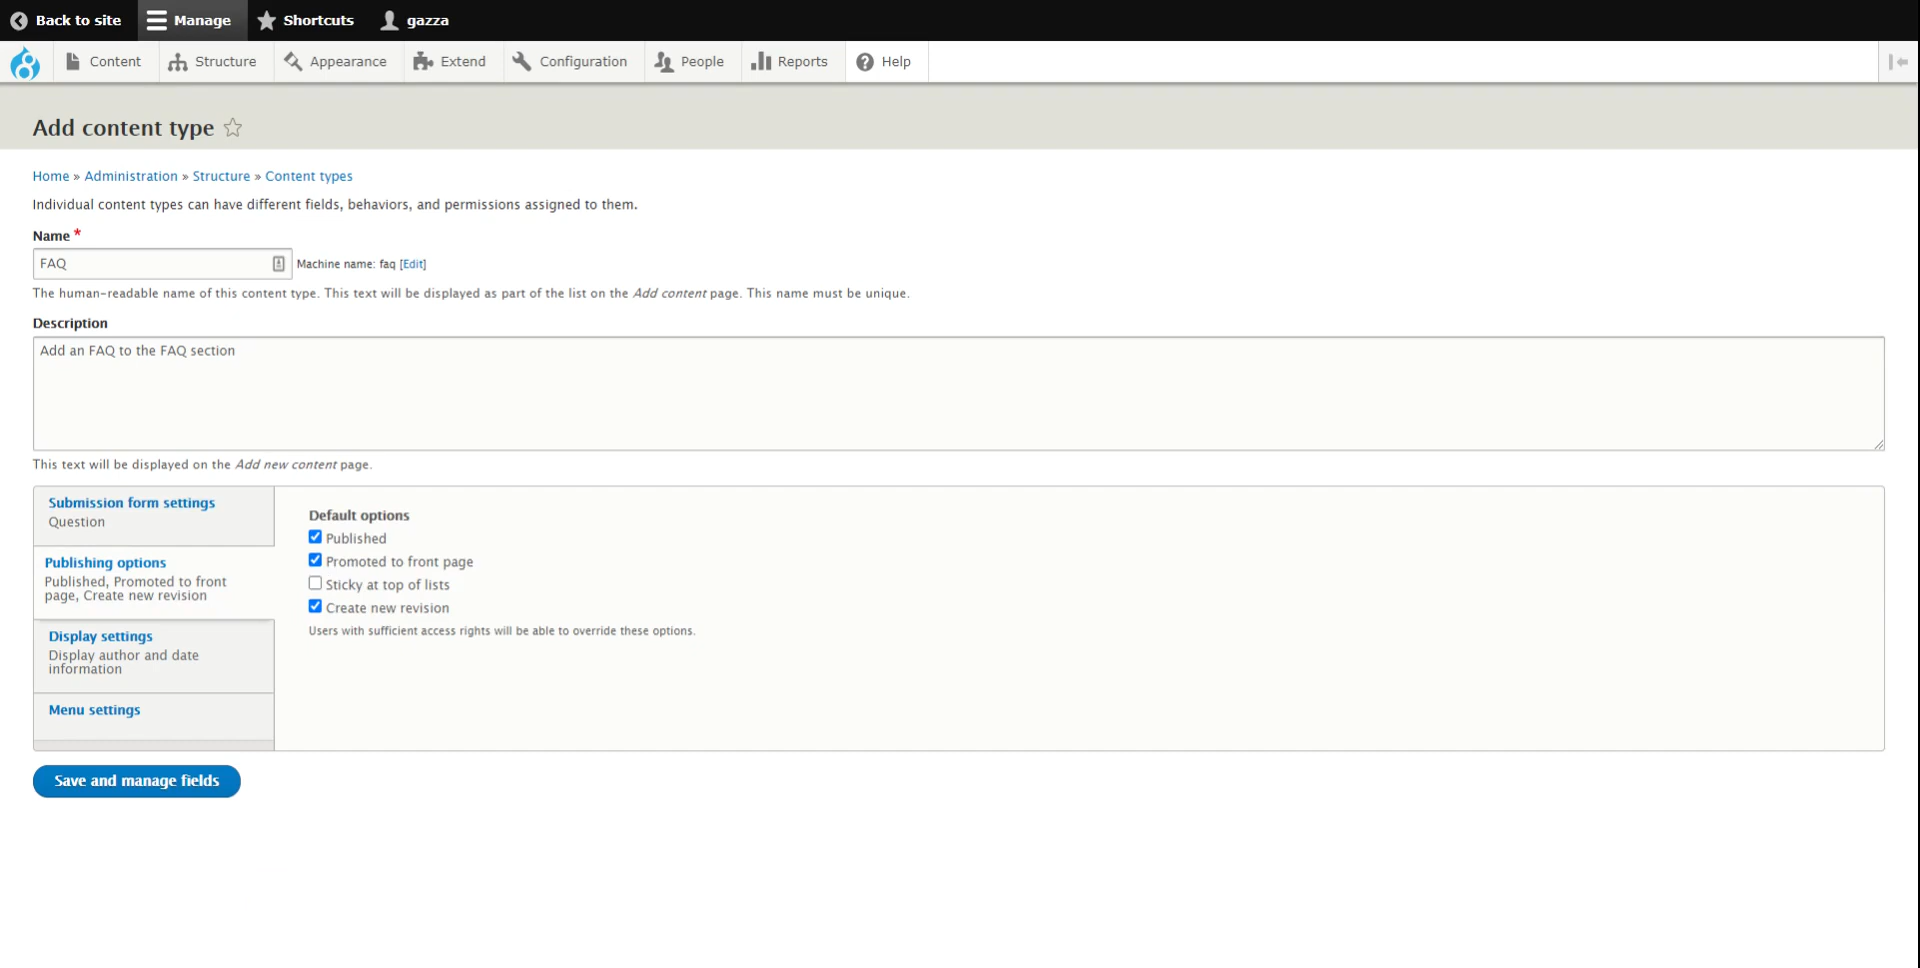 Back to site Manage Shortcuts gazza
Content Structure Appearance Extend Configuration People Reports Help
Add content type
Home » Administration » Structure » Content types
Individual content types can have different fields, behaviors, and permissions assigned to them.
Name *
FAQ Machine name: faq [Edit]
The human-readable name of this content type. This text will be displayed as part of the list on the Add content page. This name must be unique.
Description
Add an FAQ to the FAQ section
This text will be displayed on the Add new content page.
Submission form settings
Question
Publishing options
Published, Promoted to front
page, Create new revision
Display settings
Display author and date
information
Menu settings
Default options
Published
Promoted to front page
Sticky at top of lists
Create new revision
Users with sufficient access rights will be able to override these options.
Save and manage fields